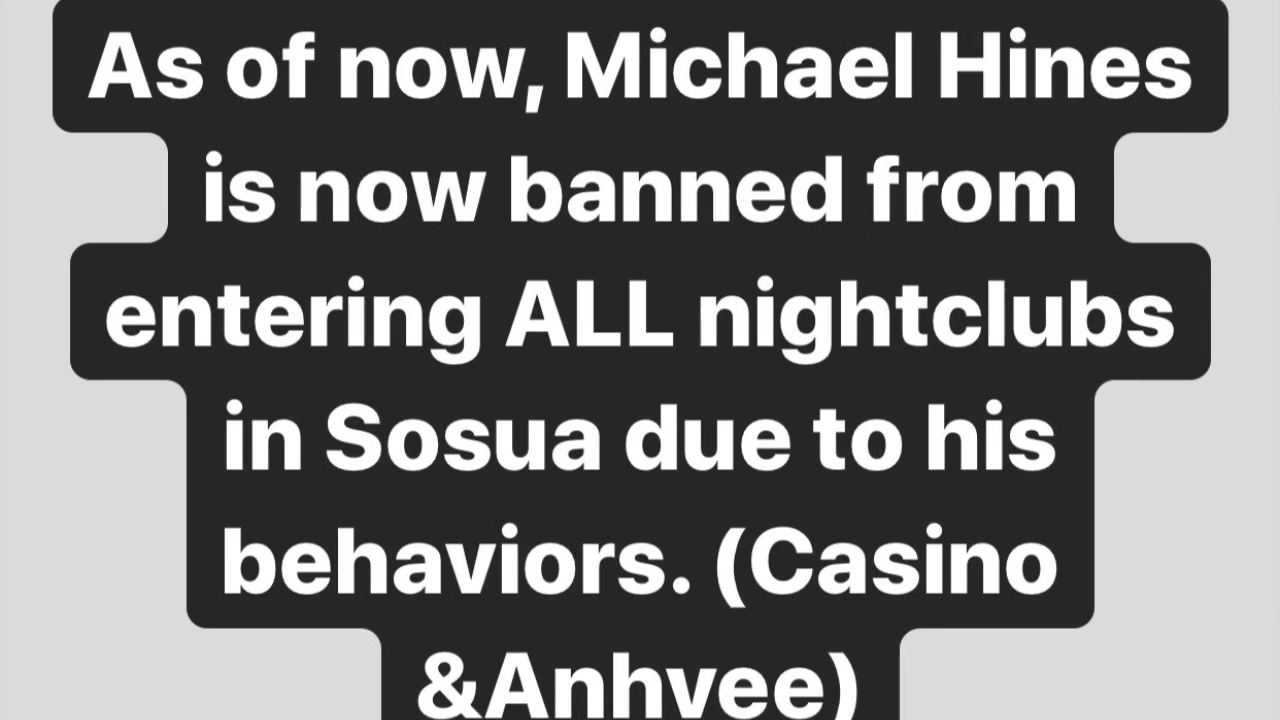 As of now, Michael Hines
is now banned from
entering ALL nightclubs
in Sosua due to his
behaviors. (Casino
&Anhvee)